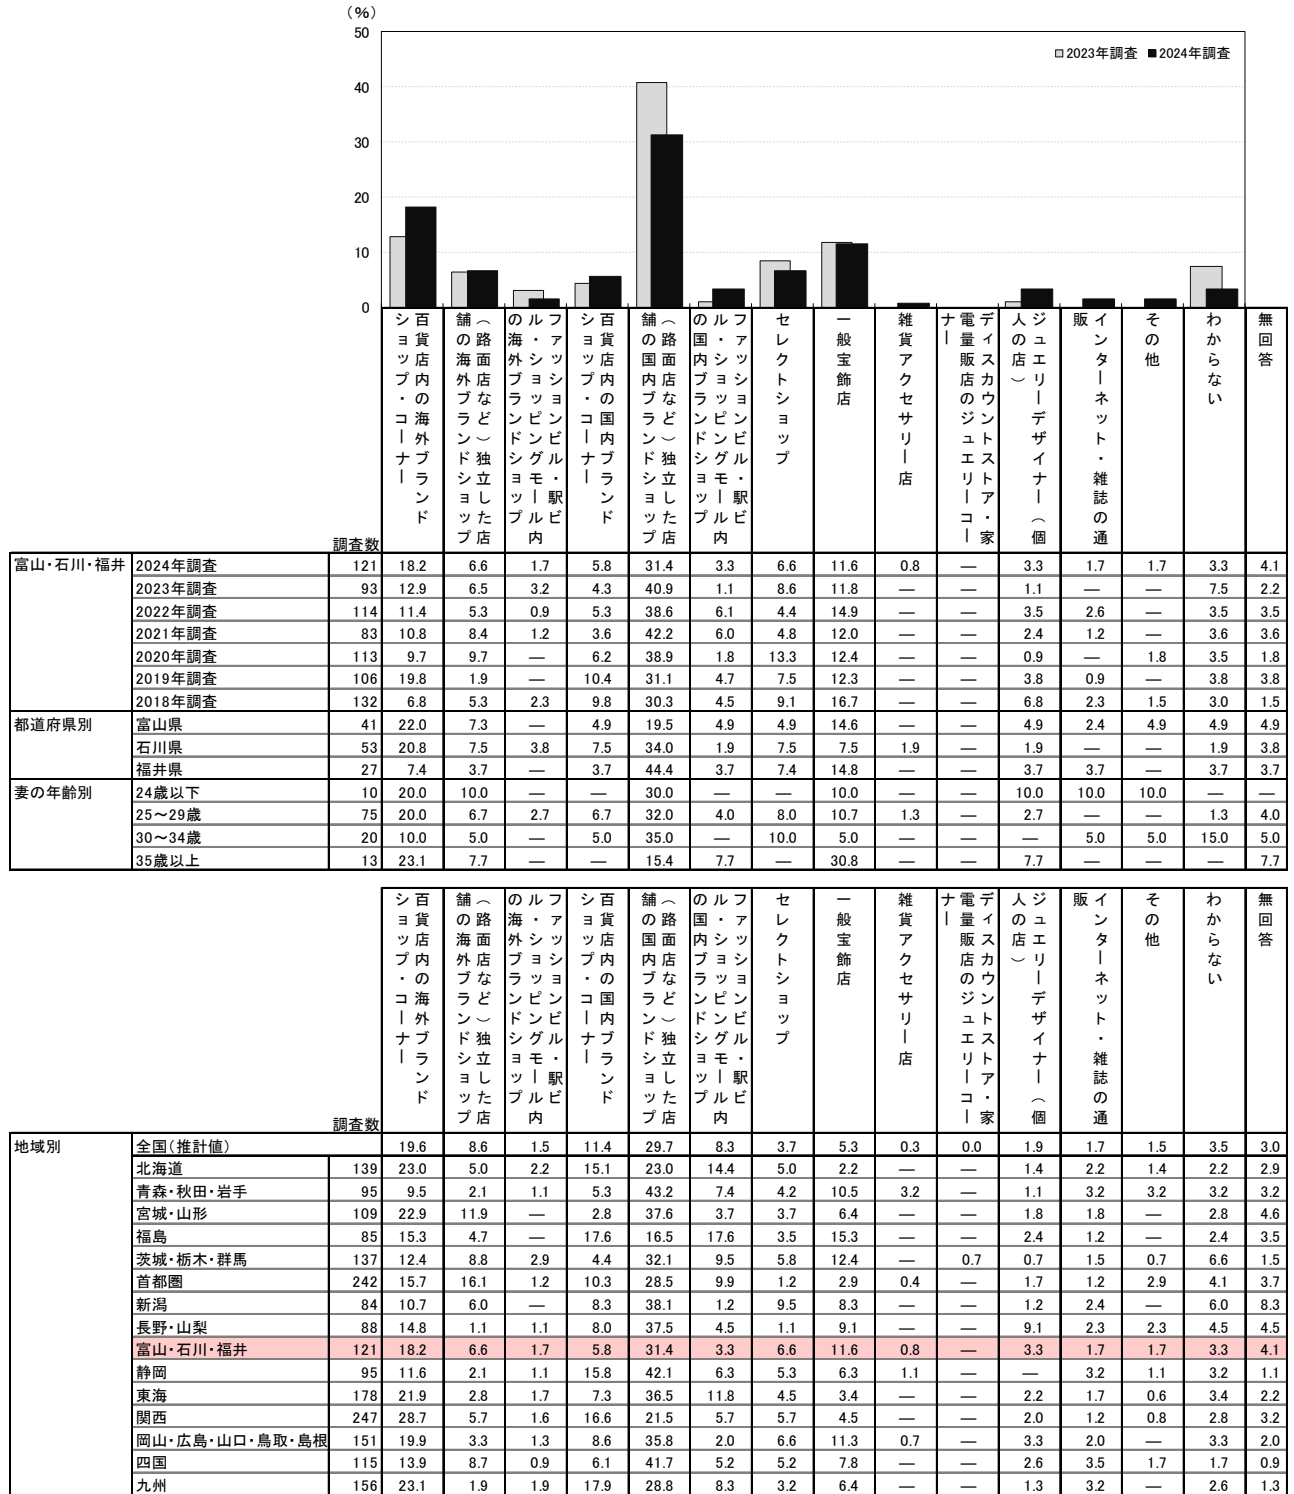 (%)
50
40
30
20
10
0
□2023年調査 ■2024年調査
調査数
百貨店内の海外ブランドショップ・コーナー
(路面店など)独立した店舗の海外ブランドショップ
ファッションビル・駅ビル・ショッピングモール内の海外ブランドショップ
百貨店内の国内ブランドショップ・コーナー
(路面店など)独立した店舗の国内ブランドショップ
ファッションビル・駅ビル・ショッピングモール内の国内ブランドショップ
セレクトショップ
一般宝飾店
雑貨アクセサリー店
ディスカウントストア・家電量販店のジュエリーコーナー
ジュエリーデザイナー(個人の店)
インターネット・雑誌の通販
その他
わからない
無回答
富山・石川・福井 2024年調査 121 18.2 6.6 1.7 5.8 31.4 3.3 6.6 11.6 0.8 ― 3.3 1.7 1.7 3.3 4.1
2023年調査 93 12.9 6.5 3.2 4.3 40.9 1.1 8.6 11.8 ― ― 1.1 ― ― 7.5 2.2
2022年調査 114 11.4 5.3 0.9 5.3 38.6 6.1 4.4 14.9 ― ― 3.5 2.6 ― 3.5 3.5
2021年調査 83 10.8 8.4 1.2 3.6 42.2 6.0 4.8 12.0 ― ― 2.4 1.2 ― 3.6 3.6
2020年調査 113 9.7 9.7 ― 6.2 38.9 1.8 13.3 12.4 ― ― 0.9 ― 1.8 3.5 1.8
2019年調査 106 19.8 1.9 ― 10.4 31.1 4.7 7.5 12.3 ― ― 3.8 0.9 ― 3.8 3.8
2018年調査 132 6.8 5.3 2.3 9.8 30.3 4.5 9.1 16.7 ― ― 6.8 2.3 1.5 3.0 1.5
都道府県別 富山県 41 22.0 7.3 ― 4.9 19.5 4.9 4.9 14.6 ― ― 4.9 2.4 4.9 4.9 4.9
石川県 53 20.8 7.5 3.8 7.5 34.0 1.9 7.5 7.5 1.9 ― 1.9 ― ― 1.9 3.8
福井県 27 7.4 3.7 ― 3.7 44.4 3.7 7.4 14.8 ― ― 3.7 3.7 ― 3.7 3.7
妻の年齢別 24歳以下 10 20.0 10.0 ― ― 30.0 ― ― 10.0 ― ― 10.0 10.0 10.0 ― ―
25～29歳 75 20.0 6.7 2.7 6.7 32.0 4.0 8.0 10.7 1.3 ― 2.7 ― ― 1.3 4.0
30～34歳 20 10.0 5.0 ― 5.0 35.0 ― 10.0 5.0 ― ― ― 5.0 5.0 15.0 5.0
35歳以上 13 23.1 7.7 ― ― 15.4 7.7 ― 30.8 ― ― 7.7 ― ― ― 7.7
調査数
百貨店内の海外ブランドショップ・コーナー
(路面店など)独立した店舗の海外ブランドショップ
ファッションビル・駅ビル・ショッピングモール内の海外ブランドショップ
百貨店内の国内ブランドショップ・コーナー
(路面店など)独立した店舗の国内ブランドショップ
ファッションビル・駅ビル・ショッピングモール内の国内ブランドショップ
セレクトショップ
一般宝飾店
雑貨アクセサリー店
ディスカウントストア・家電量販店のジュエリーコーナー
ジュエリーデザイナー(個人の店)
インターネット・雑誌の通販
その他
わからない
無回答
地域別 全国(推計値) 19.6 8.6 1.5 11.4 29.7 8.3 3.7 5.3 0.3 0.0 1.9 1.7 1.5 3.5 3.0
北海道 139 23.0 5.0 2.2 15.1 23.0 14.4 5.0 2.2 ― ― 1.4 2.2 1.4 2.2 2.9
青森・秋田・岩手 95 9.5 2.1 1.1 5.3 43.2 7.4 4.2 10.5 3.2 ― 1.1 3.2 3.2 3.2 3.2
宮城・山形 109 22.9 11.9 ― 2.8 37.6 3.7 3.7 6.4 ― ― 1.8 1.8 ― 2.8 4.6
福島 85 15.3 4.7 ― 17.6 16.5 17.6 3.5 15.3 ― ― 2.4 1.2 ― 2.4 3.5
茨城・栃木・群馬 137 12.4 8.8 2.9 4.4 32.1 9.5 5.8 12.4 ― 0.7 0.7 1.5 0.7 6.6 1.5
首都圏 242 15.7 16.1 1.2 10.3 28.5 9.9 1.2 2.9 0.4 ― 1.7 1.2 2.9 4.1 3.7
新潟 84 10.7 6.0 ― 8.3 38.1 1.2 9.5 8.3 ― ― 1.2 2.4 ― 6.0 8.3
長野・山梨 88 14.8 1.1 1.1 8.0 37.5 4.5 1.1 9.1 ― ― 9.1 2.3 2.3 4.5 4.5
富山・石川・福井 121 18.2 6.6 1.7 5.8 31.4 3.3 6.6 11.6 0.8 ― 3.3 1.7 1.7 3.3 4.1
静岡 95 11.6 2.1 1.1 15.8 42.1 6.3 5.3 6.3 1.1 ― ― 3.2 1.1 3.2 1.1
東海 178 21.9 2.8 1.7 7.3 36.5 11.8 4.5 3.4 ― ― 2.2 1.7 0.6 3.4 2.2
関西 247 28.7 5.7 1.6 16.6 21.5 5.7 5.7 4.5 ― ― 2.0 1.2 0.8 2.8 3.2
岡山・広島・山口・鳥取・島根 151 19.9 3.3 1.3 8.6 35.8 2.0 6.6 11.3 0.7 ― 3.3 2.0 ― 3.3 2.0
四国 115 13.9 8.7 0.9 6.1 41.7 5.2 5.2 7.8 ― ― 2.6 3.5 1.7 1.7 0.9
九州 156 23.1 1.9 1.9 17.9 28.8 8.3 3.2 6.4 ― ― 1.3 3.2 ― 2.6 1.3